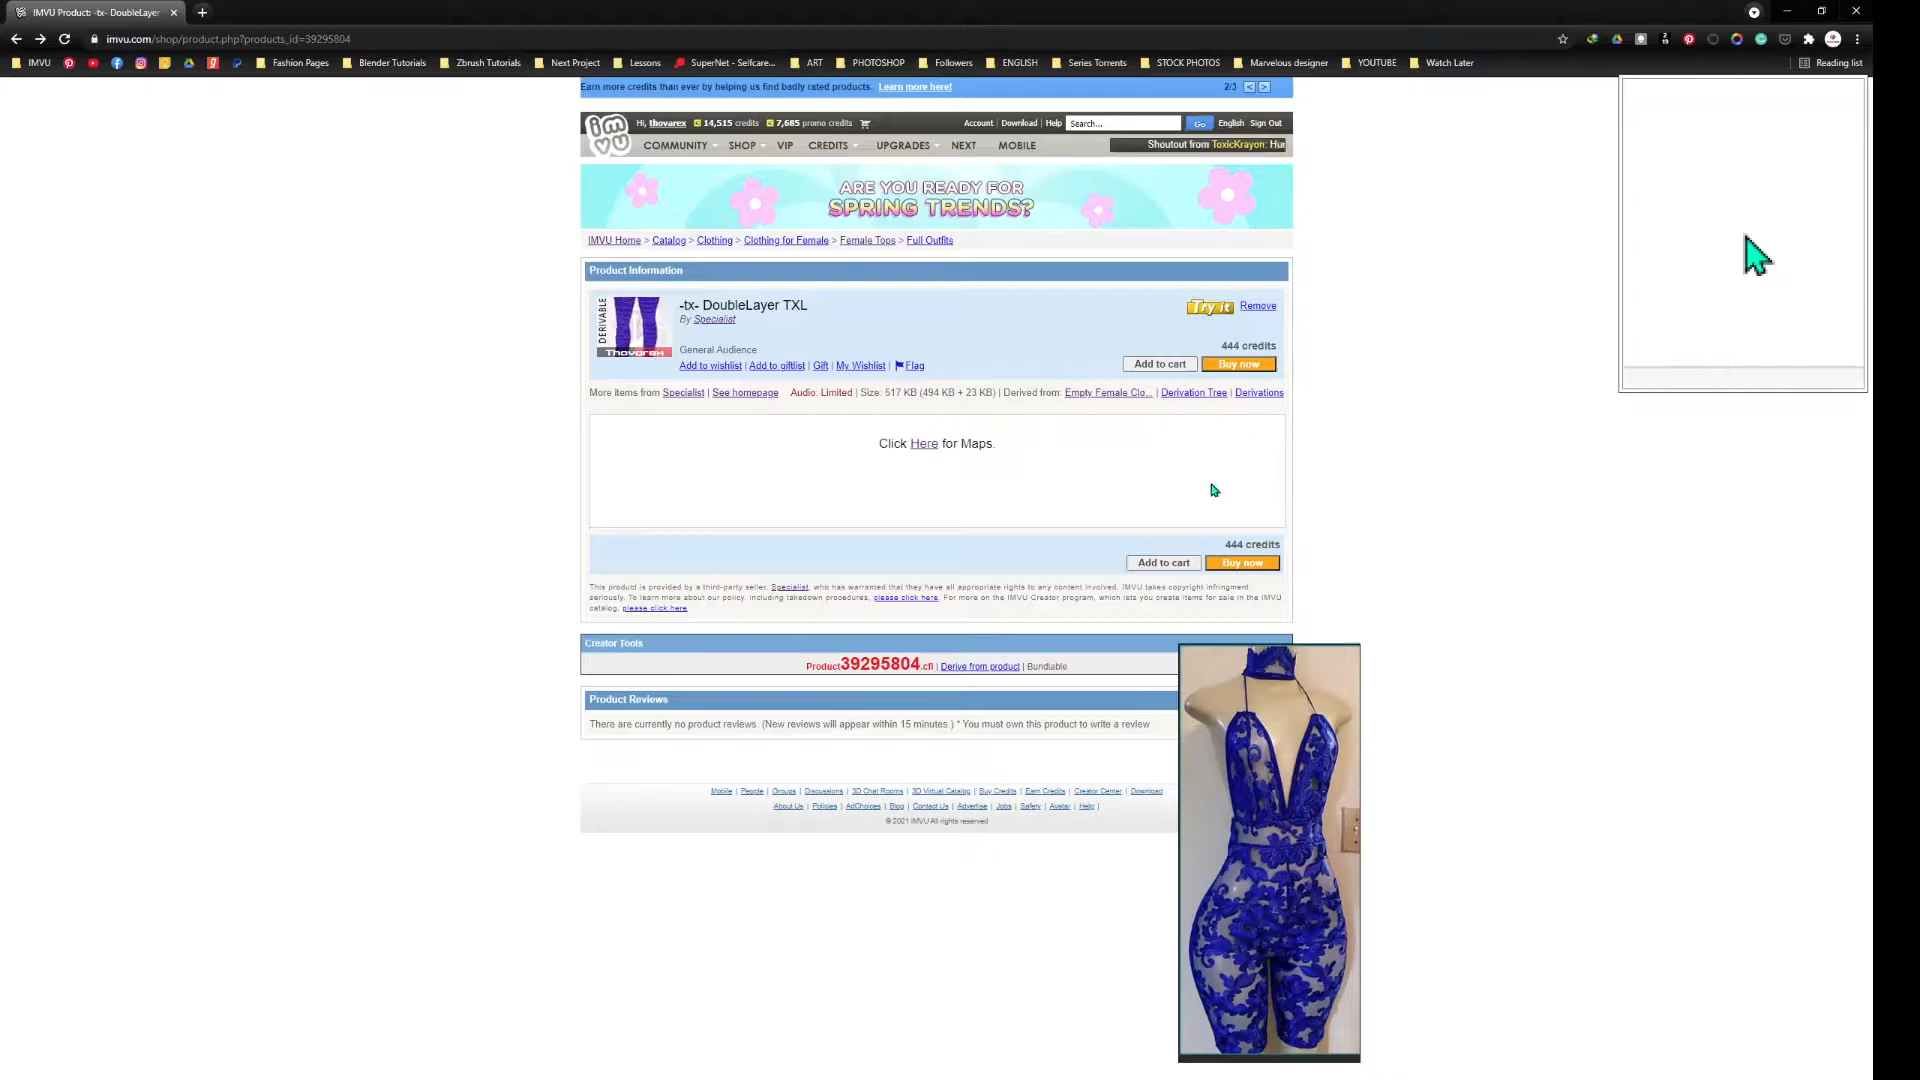 IMVU Product: -tx- DoubleLayer
imvu.com/shop/product.php?products_id=39295804
IMVU Fashion Pages Blender Tutorials Zbrush Tutorials Next Project Lessons SuperNet - Selfcare... ART PHOTOSHOP Followers ENGLISH Series Torrents STOCK PHOTOS Marvelous designer YOUTUBE Watch Later Reading list
Earn more credits than ever by helping us find badly rated products. Learn more here! 2/3 < >
imvu
Hi, thovarex 14,515 credits 7,685 promo credits Account | Download | Help Search... Go English Sign Out
COMMUNITY SHOP VIP CREDITS UPGRADES NEXT MOBILE Shoutout from ToxicKrayon: Hur
ARE YOU READY FOR
SPRING TRENDS?
IMVU Home > Catalog > Clothing > Clothing for Female > Female Tops > Full Outfits
Product Information
DERIVABLE
Thovarex
-tx- DoubleLayer TXL
By Specialist
Try it Remove
444 credits
General Audience
Add to wishlist | Add to giftlist | Gift | My Wishlist | Flag
Add to cart Buy now
More items from Specialist | See homepage Audio: Limited | Size: 517 KB (494 KB + 23 KB) | Derived from: Empty Female Clo... | Derivation Tree | Derivations
Click Here for Maps.
444 credits
Add to cart Buy now
This product is provided by a third-party seller, Specialist, who has warranted that they have all appropriate rights to any content involved. IMVU takes copyright infringment
seriously. To learn more about our policy, including takedown procedures, please click here. For more on the IMVU Creator program, which lets you create items for sale in the IMVU
catalog, please click here
Creator Tools
Product39295804.cfl | Derive from product | Bundlable
Product Reviews
There are currently no product reviews. (New reviews will appear within 15 minutes.) * You must own this product to write a review
Mobile | People | Groups | Discussions | 3D Chat Rooms | 3D Virtual Catalog | Buy Credits | Earn Credits | Creator Center | Download
About Us | Policies | AdChoices | Blog | Contact Us | Advertise | Jobs | Safety | Avatar | Help |
© 2021 IMVU All rights reserved